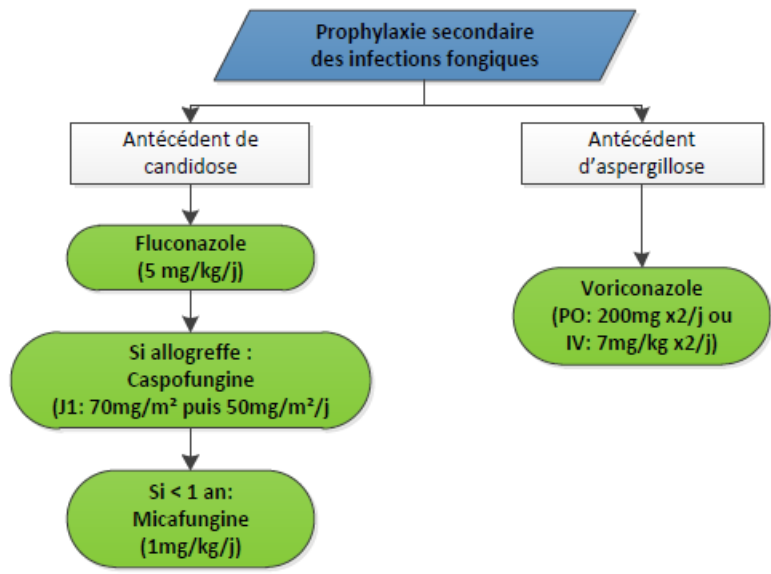 Prophylaxie secondaire
des infections fongiques
Antécédent de
candidose
Antécédent
d'aspergillose
Fluconazole
(5 mg/kg/j)
Voriconazole
(PO: 200mg x2/j ou
IV: 7mg/kg x2/j)
Si allogreffe :
Caspofungine
(J1: 70mg/m² puis 50mg/m²/j
Si < 1 an:
Micafungine
(1mg/kg/j)